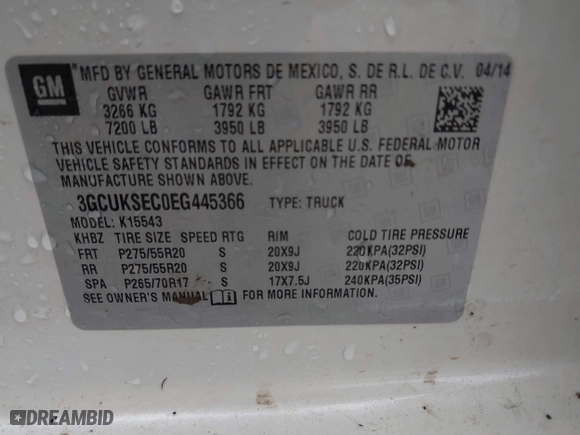 GM
*MFD BY GENERAL MOTORS DE MEXICO, S. DE R.L. DE C.V. 04/14
GVWR GAWR FRT GAWR RR
3266 KG 1792 KG 1792 KG
7200 LB 3950 LB 3950 LB
THIS VEHICLE CONFORMS TO ALL APPLICABLE U.S. FEDERAL MOTOR
VEHICLE SAFETY STANDARDS IN EFFECT ON THE DATE OF
MANUFACTURE SHOWN ABOVE.
3GCUKSEC0EG445366 TYPE: TRUCK
MODEL: K15543
KHBZ TIRE SIZE SPEED RTG RIM COLD TIRE PRESSURE
FRT P275/55R20 S 20X9J 220KPA(32PSI)
RR P275/55R20 S 20X9J 220KPA(32PSI)
SPA P265/70R17 S 17X7.5J 240KPA(35PSI)
SEE OWNER'S MANUAL FOR MORE INFORMATION.
DREAMBID